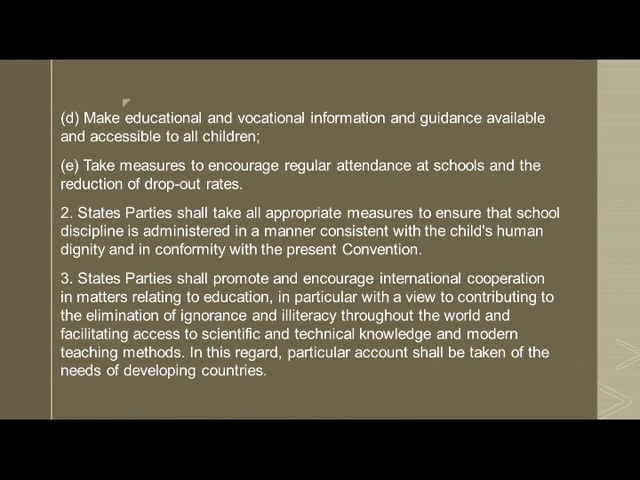 (d) Make educational and vocational information and guidance available
and accessible to all children;
(e) Take measures to encourage regular attendance at schools and the
reduction of drop-out rates.
2. States Parties shall take all appropriate measures to ensure that school
discipline is administered in a manner consistent with the child's human
dignity and in conformity with the present Convention.
3. States Parties shall promote and encourage international cooperation
in matters relating to education, in particular with a view to contributing to
the elimination of ignorance and illiteracy throughout the world and
facilitating access to scientific and technical knowledge and modern
teaching methods. In this regard, particular account shall be taken of the
needs of developing countries.